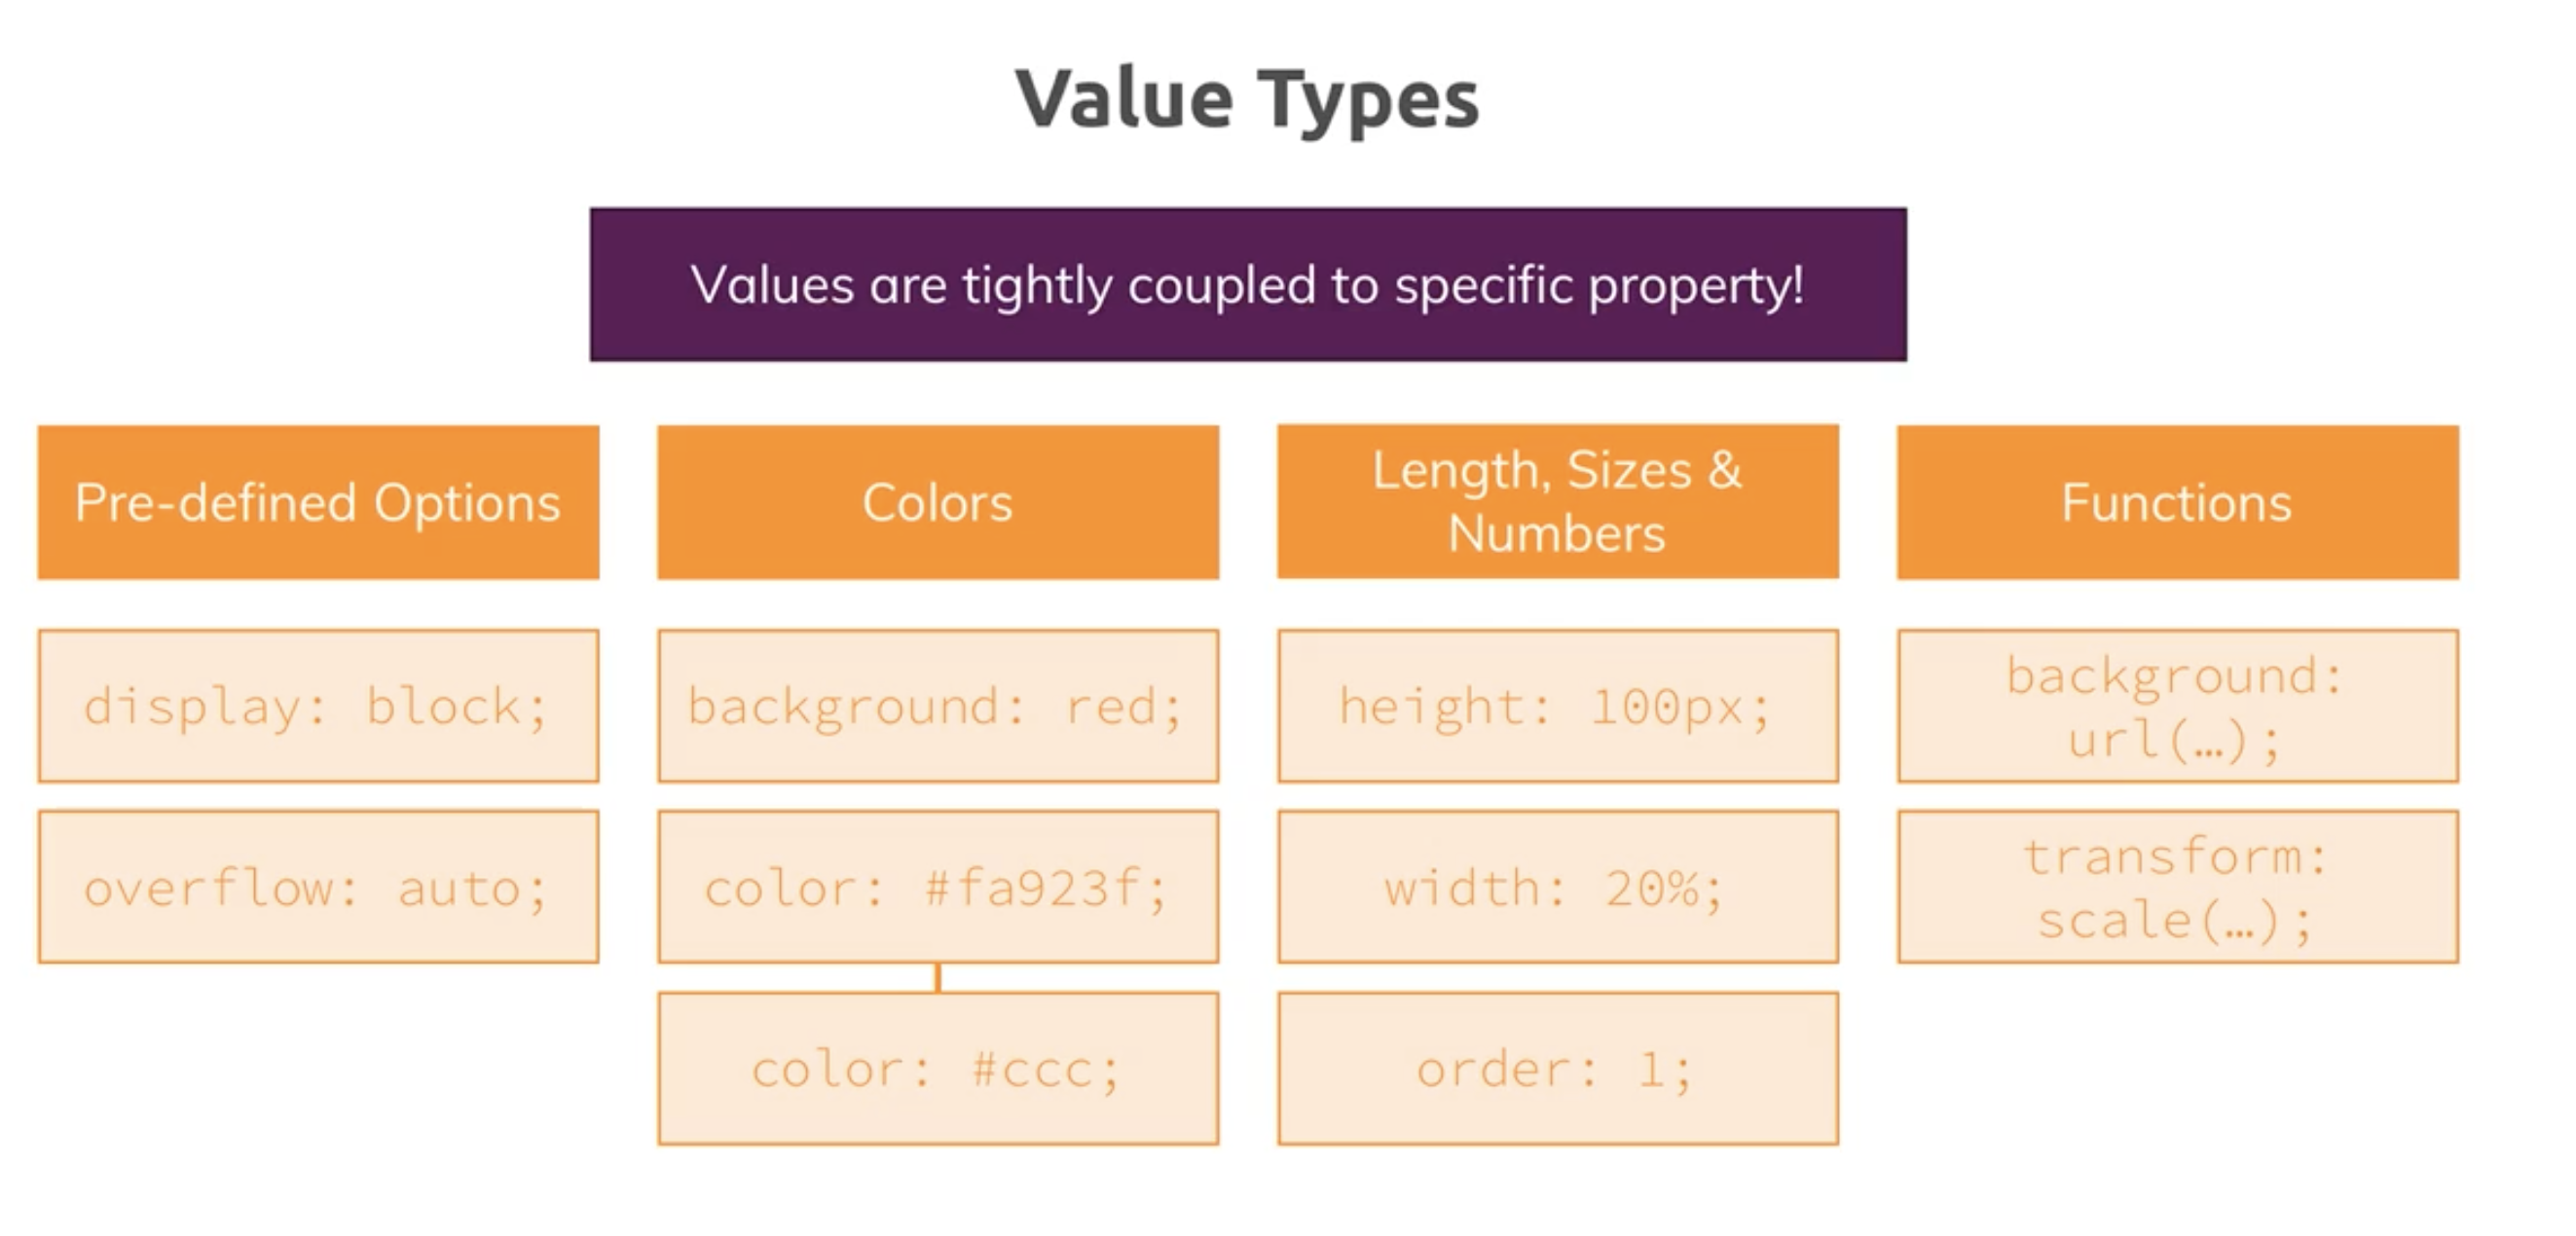 Value Types
Values are tightly coupled to specific property!
Pre-defined Options
Colors
Length, Sizes &
Numbers
Functions
display: block;
background: red;
height: 100px;
background:
url(…);
overflow: auto;
color: #fa923f;
width: 20%;
transform:
scale(…);
color: #ccc;
order: 1;